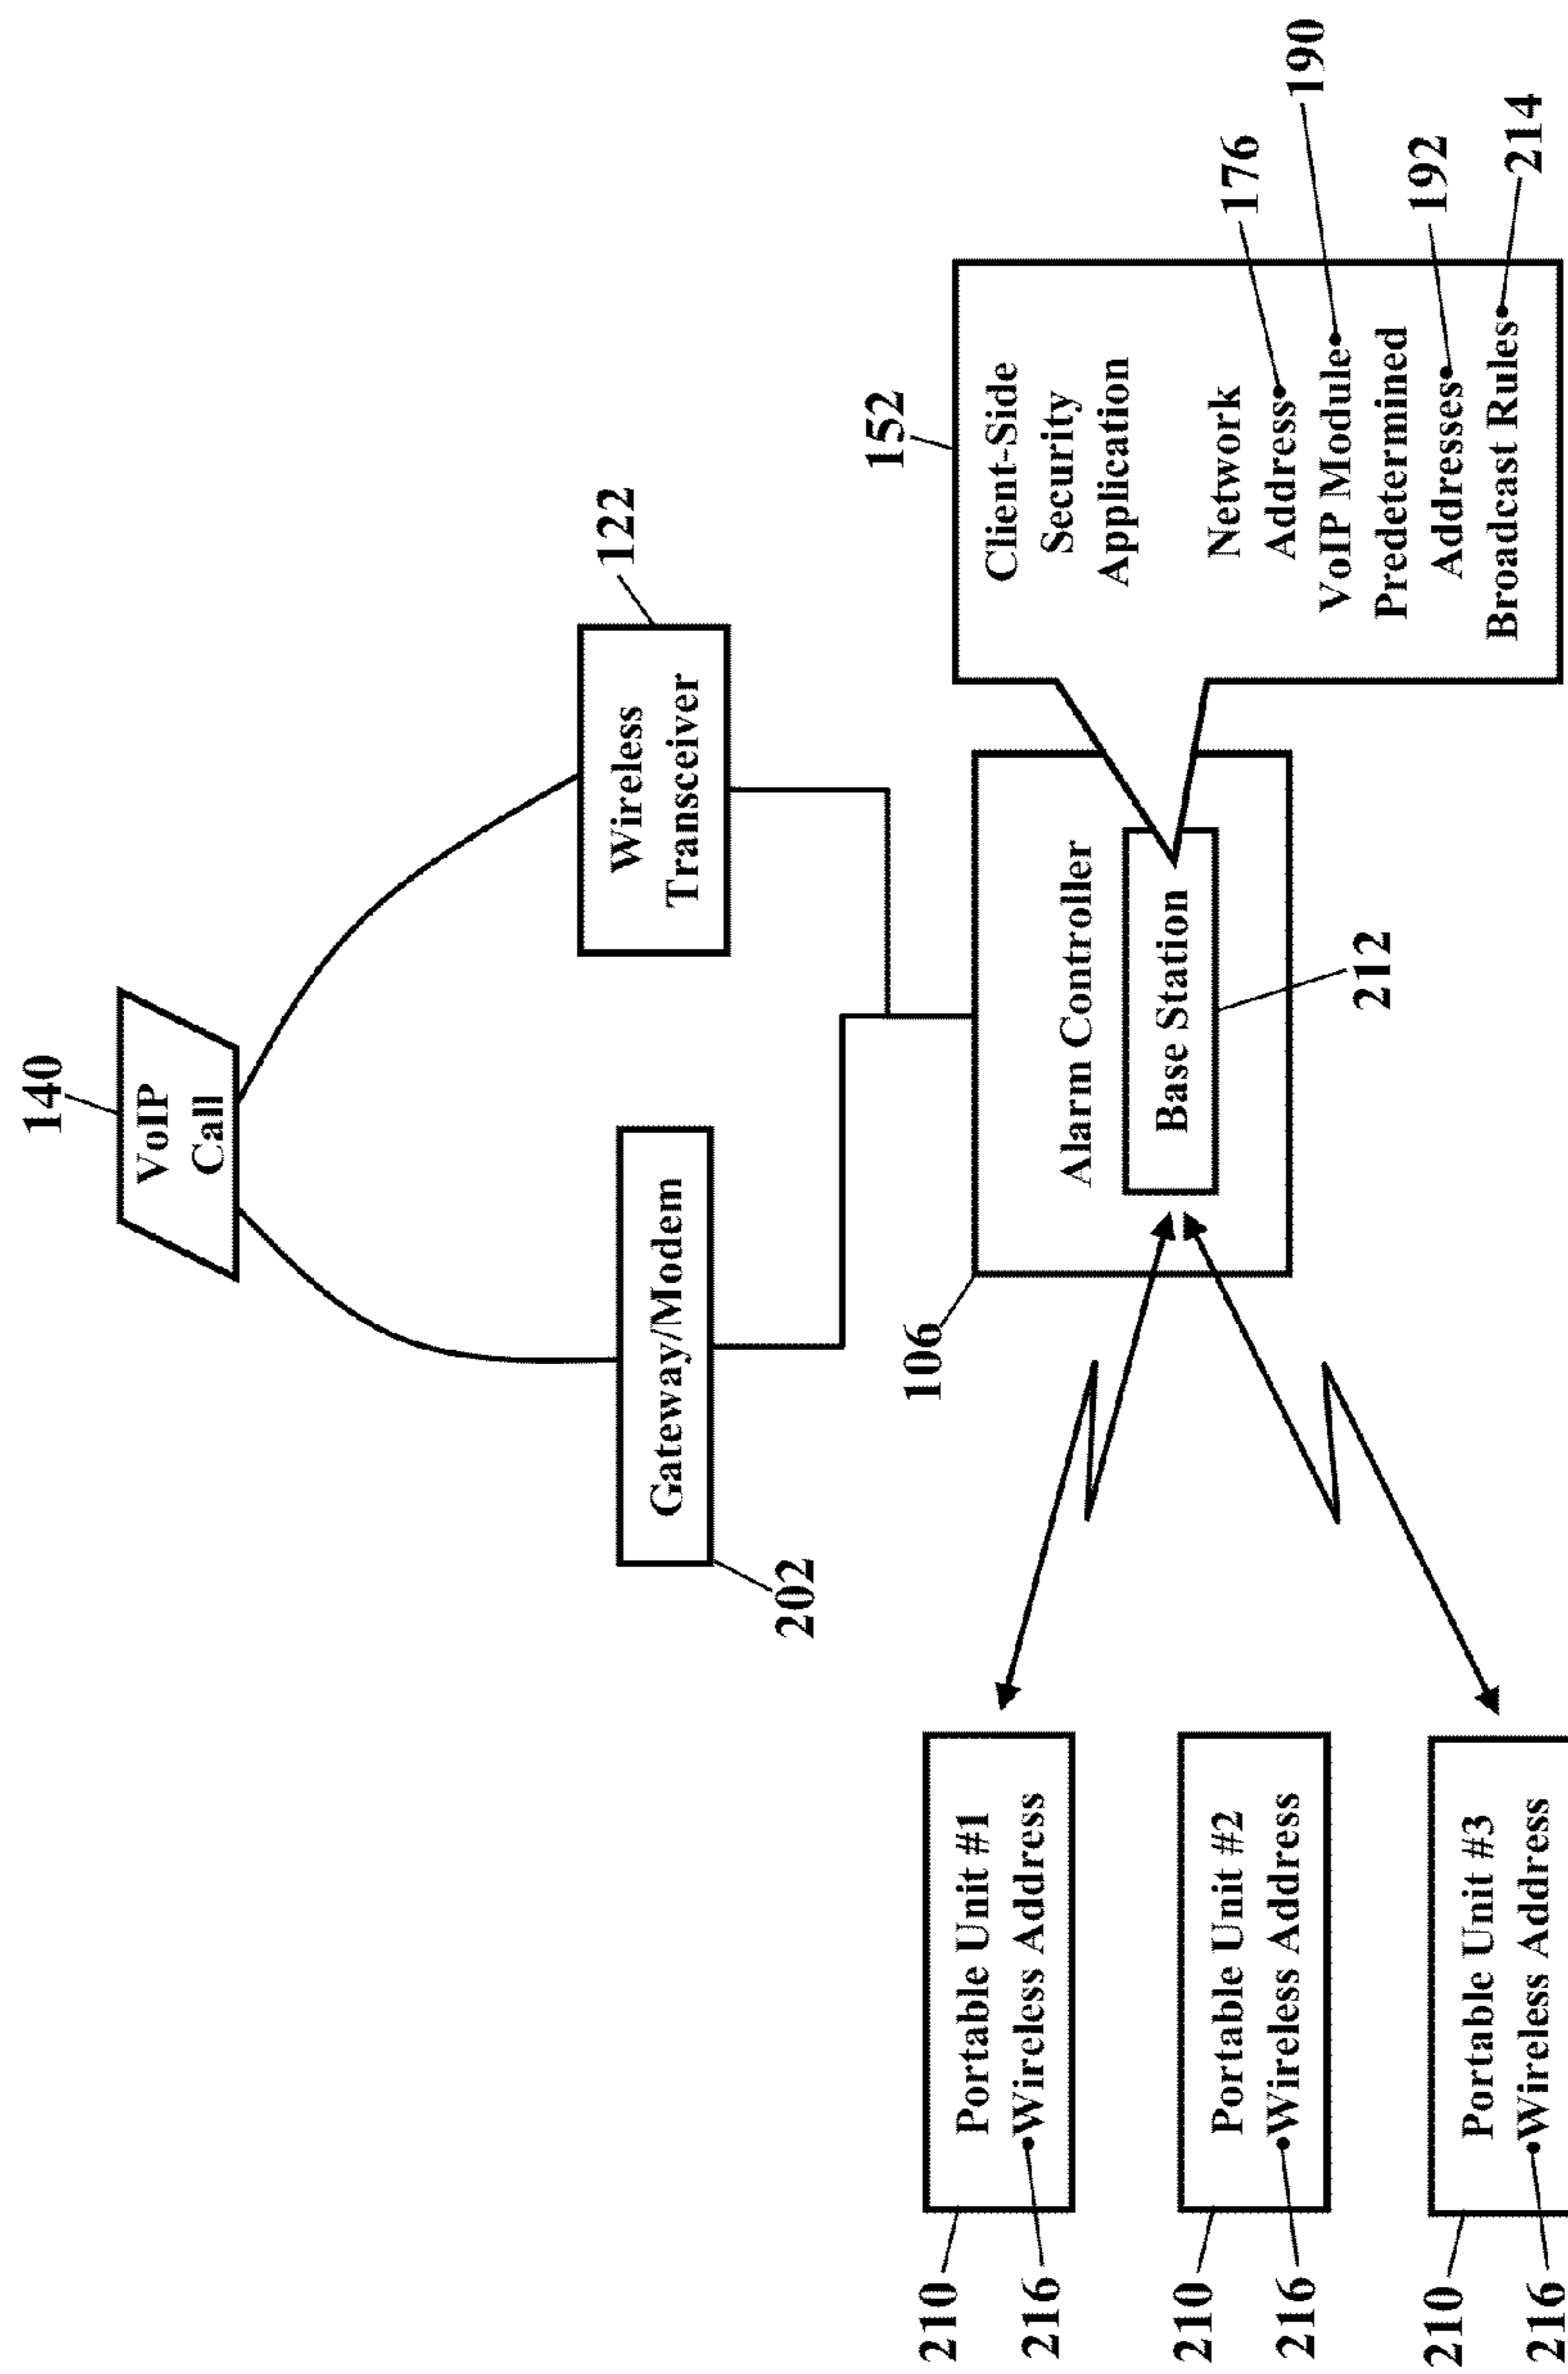 140
VoIP
Call
Wireless
Transceiver
122
Gateway/Modem
202
106
Alarm Controller
Base Station
212
152
Client-Side
Security
Application
Network
Address
176
VoIP Module
190
Predetermined
Addresses
192
Broadcast Rules
214
210
Portable Unit #1
Wireless Address
216
210
Portable Unit #2
Wireless Address
216
210
Portable Unit #3
Wireless Address
216